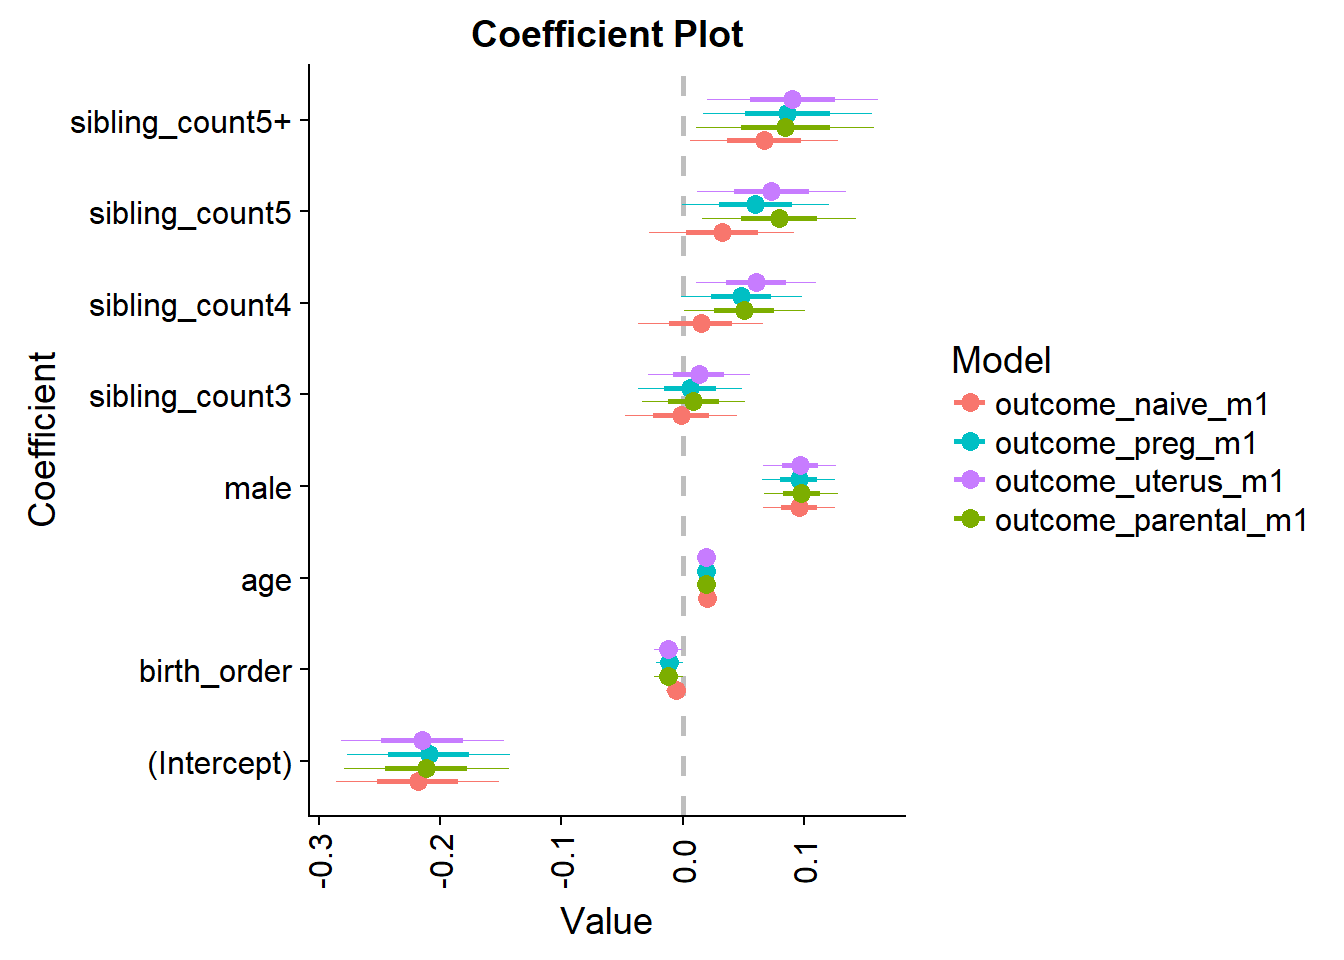 Coefficient Plot
sibling_count5+
sibling_count5
sibling_count4
sibling_count3
male
age
birth_order
(Intercept)
Coefficient
-0.3
-0.2
-0.1
0.0
0.1
Value
Model
outcome_naive_m1
outcome_preg_m1
outcome_uterus_m1
outcome_parental_m1